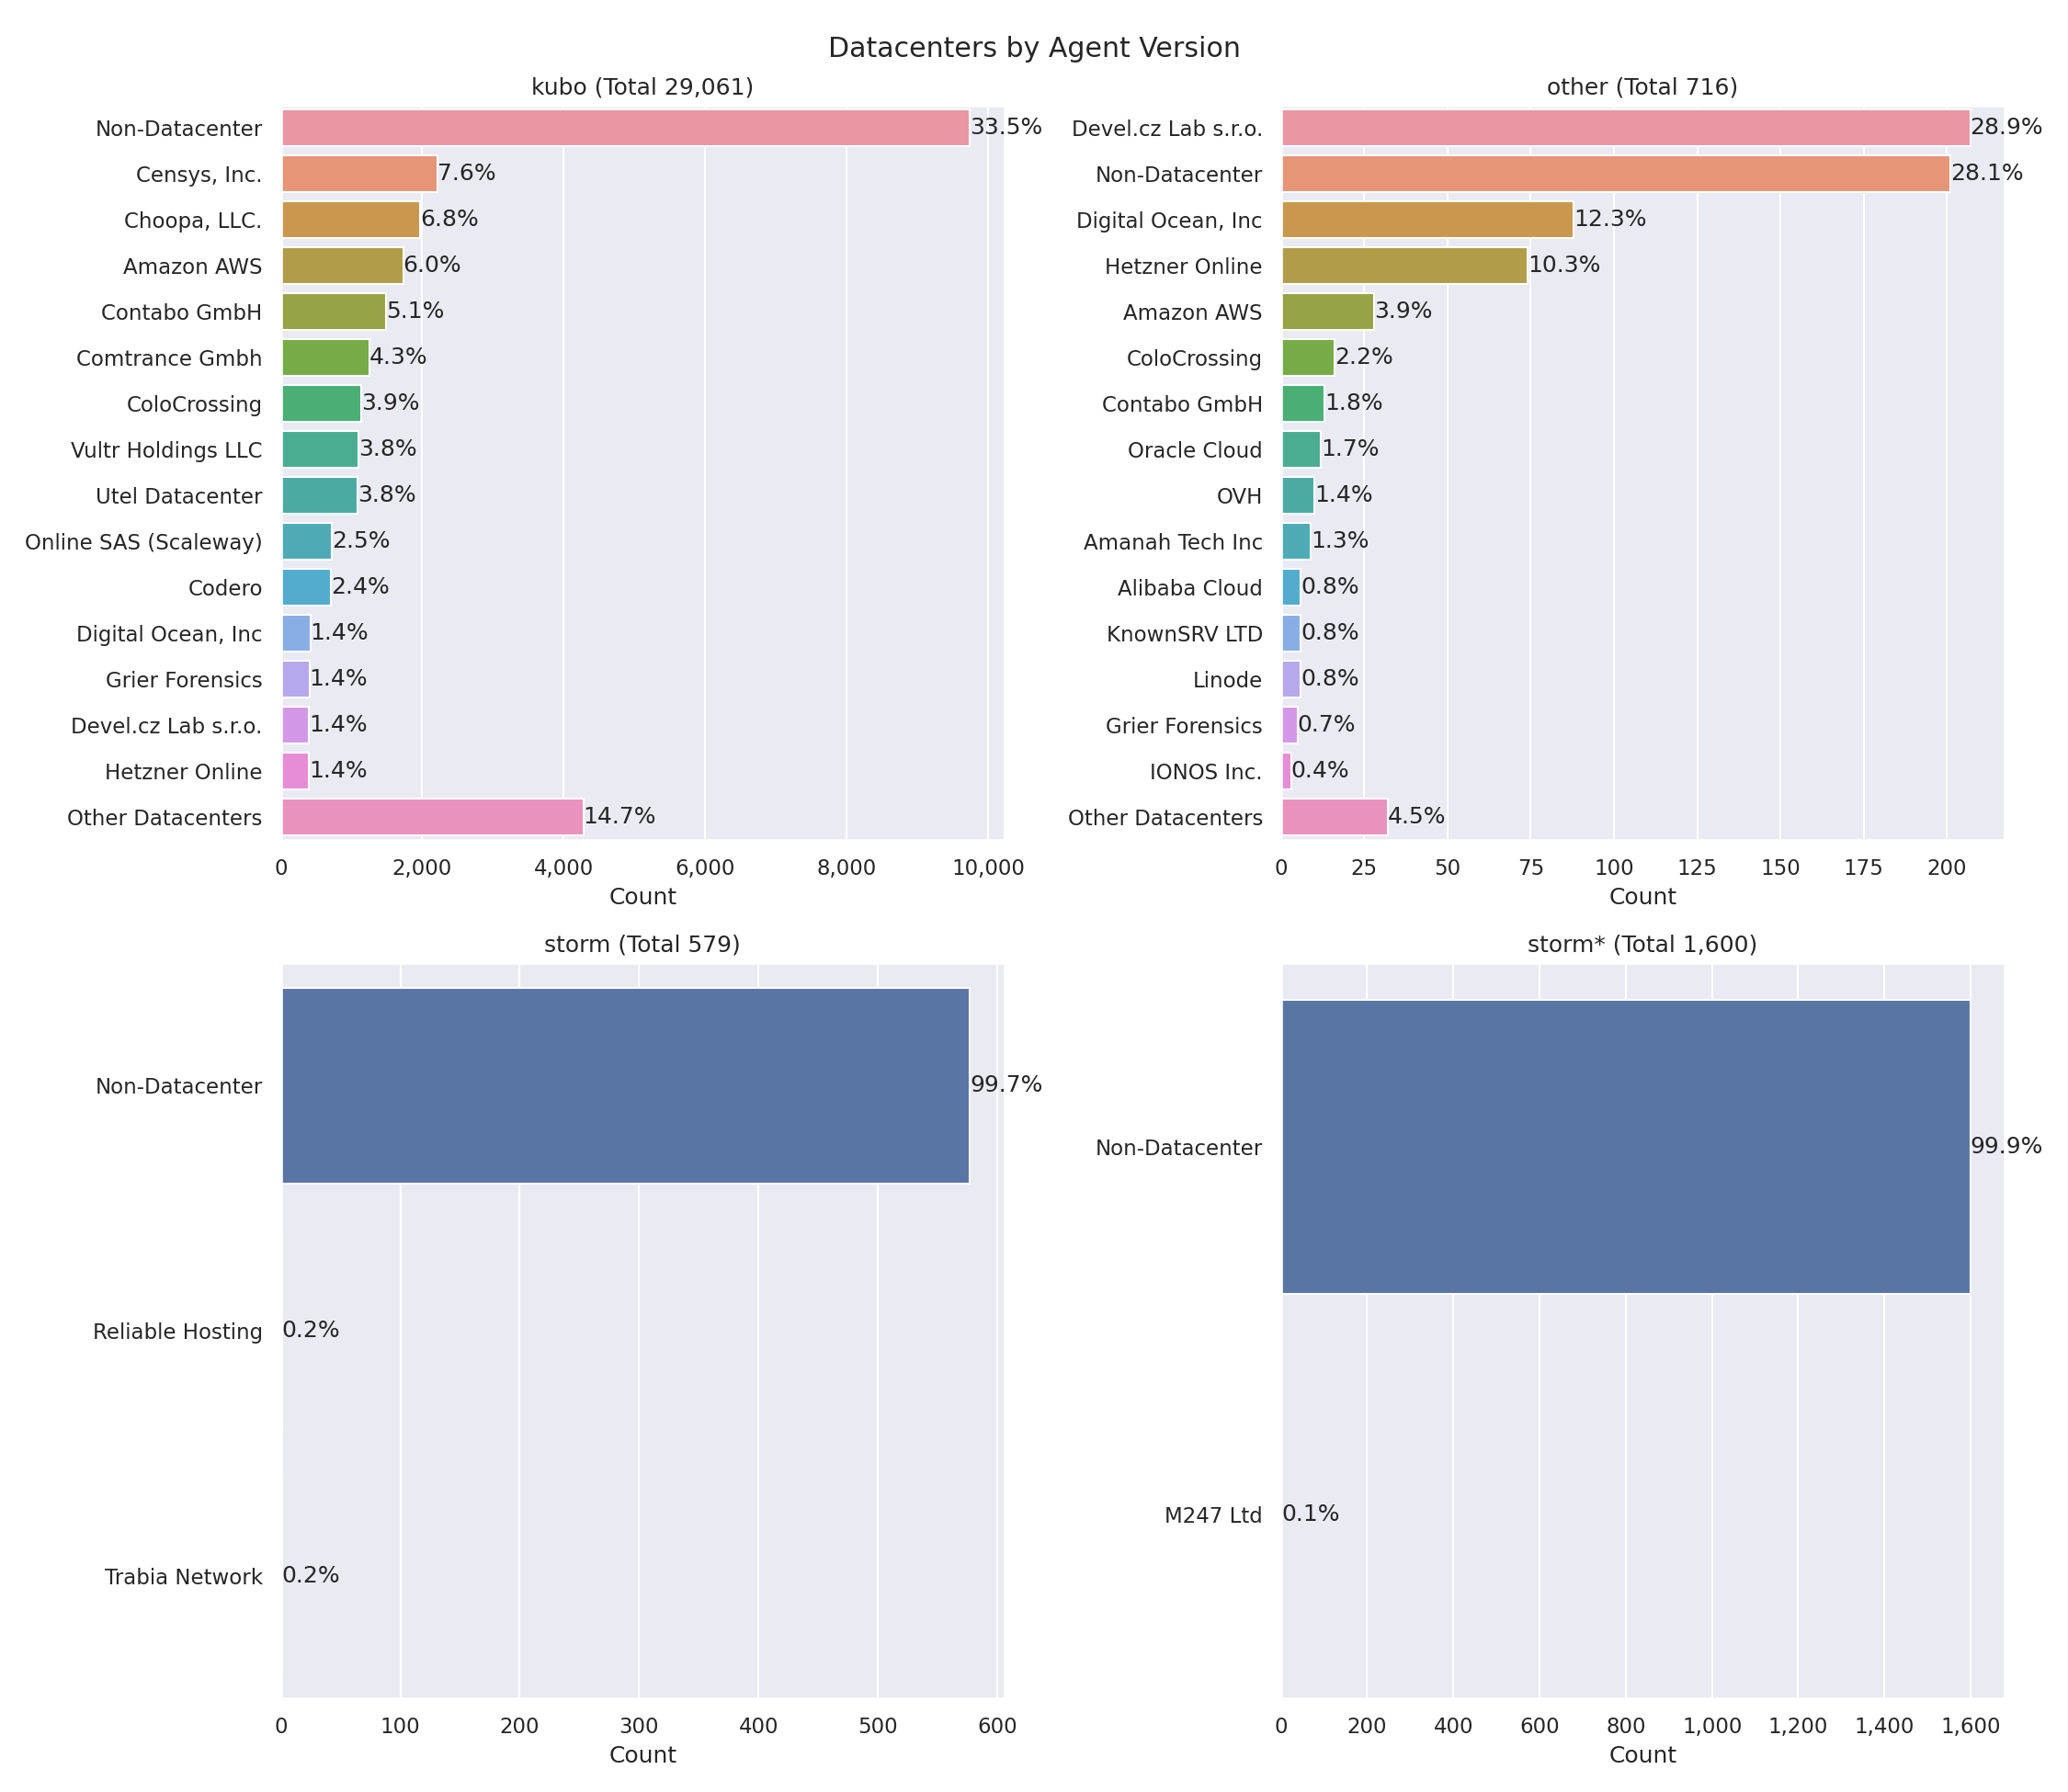 Datacenters by Agent Version
kubo (Total 29,061)
Non-Datacenter 33.5%
Censys, Inc. 7.6%
Choopa, LLC. 6.8%
Amazon AWS 6.0%
Contabo GmbH 5.1%
Comtrance Gmbh 4.3%
ColoCrossing 3.9%
Vultr Holdings LLC 3.8%
Utel Datacenter 3.8%
Online SAS (Scaleway) 2.5%
Codero 2.4%
Digital Ocean, Inc 1.4%
Grier Forensics 1.4%
Devel.cz Lab s.r.o. 1.4%
Hetzner Online 1.4%
Other Datacenters 14.7%
0 2,000 4,000 6,000 8,000 10,000
Count
other (Total 716)
Devel.cz Lab s.r.o. 28.9%
Non-Datacenter 28.1%
Digital Ocean, Inc 12.3%
Hetzner Online 10.3%
Amazon AWS 3.9%
ColoCrossing 2.2%
Contabo GmbH 1.8%
Oracle Cloud 1.7%
OVH 1.4%
Amanah Tech Inc 1.3%
Alibaba Cloud 0.8%
KnownSRV LTD 0.8%
Linode 0.8%
Grier Forensics 0.7%
IONOS Inc. 0.4%
Other Datacenters 4.5%
0 25 50 75 100 125 150 175 200
Count
storm (Total 579)
Non-Datacenter 99.7%
Reliable Hosting 0.2%
Trabia Network 0.2%
0 100 200 300 400 500 600
Count
storm* (Total 1,600)
Non-Datacenter 99.9%
M247 Ltd 0.1%
0 200 400 600 800 1,000 1,200 1,400 1,600
Count